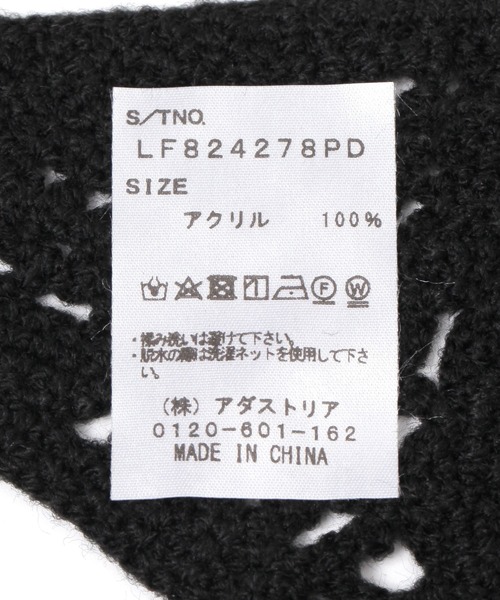 S/TNO.
LF824278PD
SIZE
アクリル 100%
F W
・揉み洗いは避けて下さい。
・脱水の際は洗濯ネットを使用して下さ
い。
(株) アダストリア
0120-601-162
MADE IN CHINA